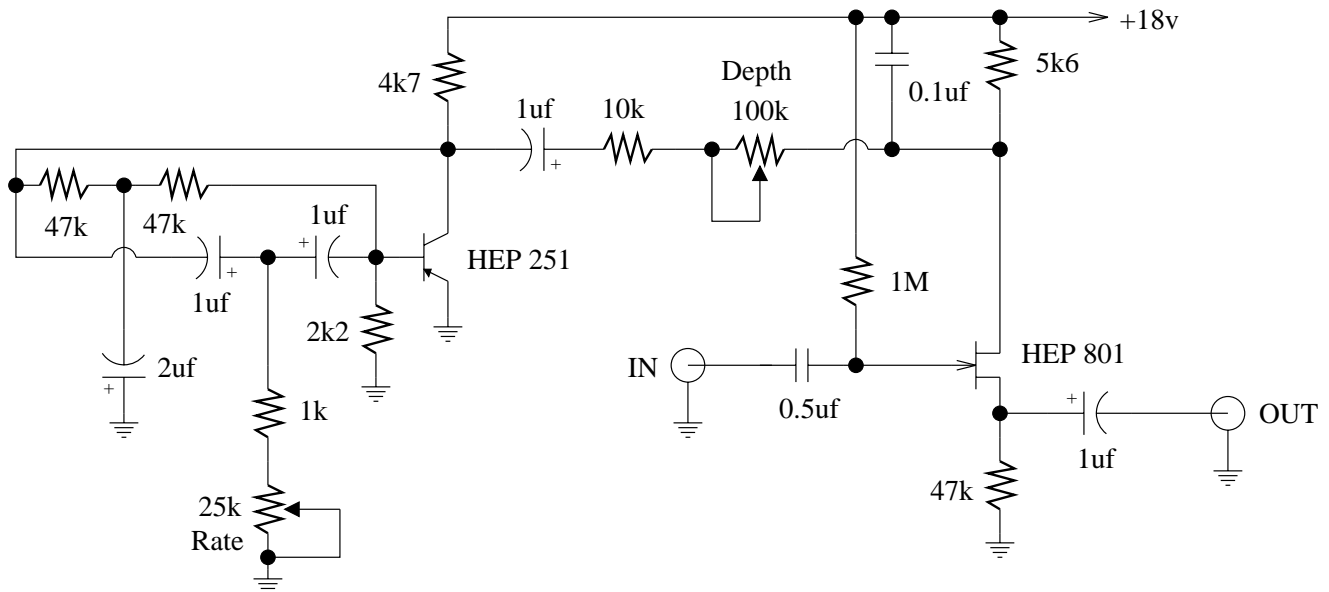 +18v
4k7
Depth
5k6
1uf
10k
100k
0.1uf
+
47k
47k
1uf
+
HEP 251
+
1uf
1M
2k2
2uf
+
IN
HEP 801
0.5uf
1k
+
OUT
1uf
25k
Rate
47k